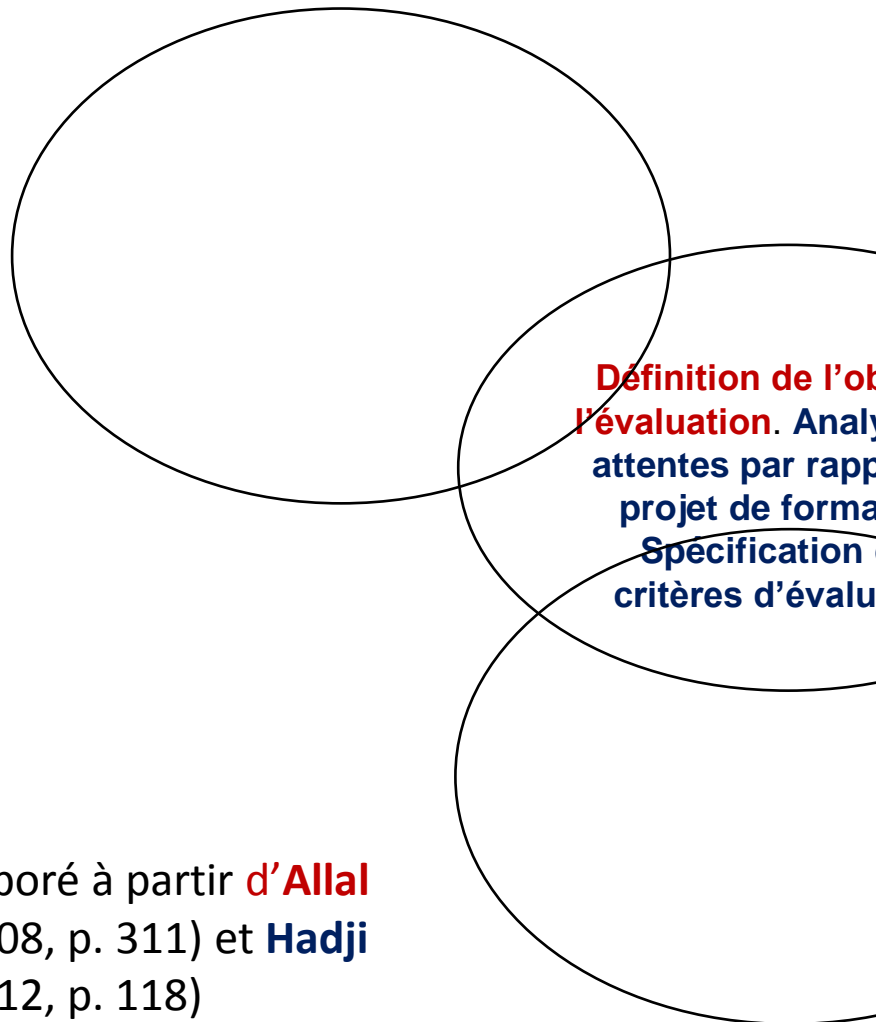 Définition de l’ob
l’évaluation. Analy
attentes par rapp
projet de forma
Spécification
critères d’évalu
boré à partir d’Allal
08, p. 311) et Hadji
12, p. 118)